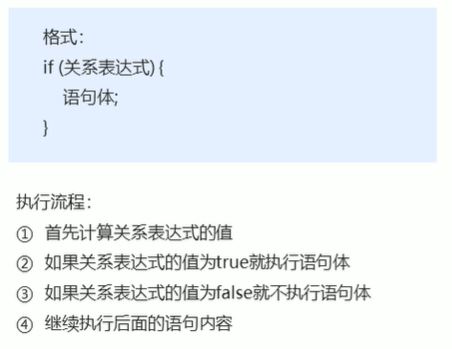 格式：
if (关系表达式) {
语句体;
}
执行流程：
① 首先计算关系表达式的值
② 如果关系表达式的值为true就执行语句体
③ 如果关系表达式的值为false就不执行语句体
④ 继续执行后面的语句内容